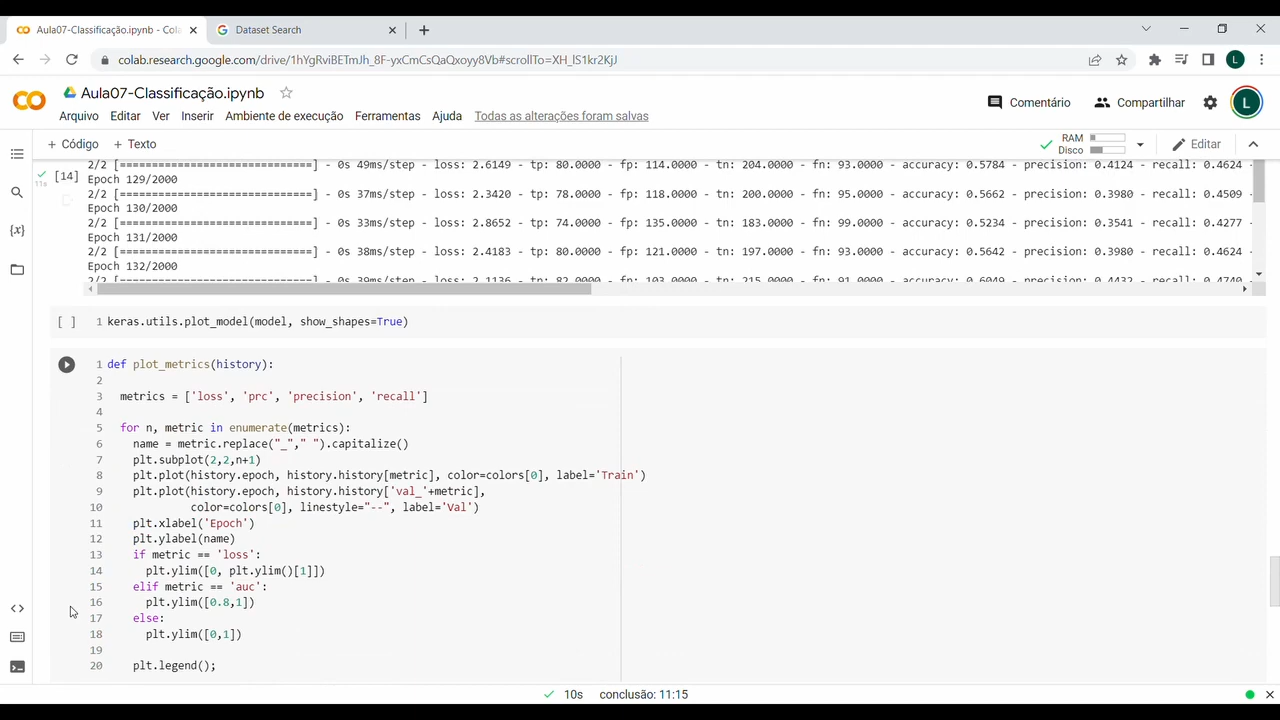 Aula07-Classificação.ipynb - Cola
Dataset Search
colab.research.google.com/drive/1hYgRviBETmJh_8F-yxCmCsQaQxoyy0Vb#scrollTo=XH_lS1kr2KjJ
L
Aula07-Classificação.ipynb
Comentário
Compartilhar
L
Arquivo Editar Ver Inserir Ambiente de execução Ferramentas Ajuda Todas as alterações foram salvas
+ Código + Texto
RAM
Disco
Editar
2/2 [==============================] - 0s 49ms/step - loss: 2.6149 - tp: 80.0000 - fp: 114.0000 - tn: 204.0000 - fn: 93.0000 - accuracy: 0.5784 - precision: 0.4124 - recall: 0.4624
11s
[14]
Epoch 129/2000
2/2 [==============================] - 0s 37ms/step - loss: 2.3420 - tp: 78.0000 - fp: 118.0000 - tn: 200.0000 - fn: 95.0000 - accuracy: 0.5662 - precision: 0.3980 - recall: 0.4509
Epoch 130/2000
2/2 [==============================] - 0s 33ms/step - loss: 2.8652 - tp: 74.0000 - fp: 135.0000 - tn: 183.0000 - fn: 99.0000 - accuracy: 0.5234 - precision: 0.3541 - recall: 0.4277
Epoch 131/2000
2/2 [==============================] - 0s 38ms/step - loss: 2.4183 - tp: 80.0000 - fp: 121.0000 - tn: 197.0000 - fn: 93.0000 - accuracy: 0.5642 - precision: 0.3980 - recall: 0.4624
Epoch 132/2000
2/2 [==============================] - 0s 39ms/step - loss: 2.1136 - tp: 82.0000 - fp: 103.0000 - tn: 215.0000 - fn: 91.0000 - accuracy: 0.6049 - precision: 0.4432 - recall: 0.4740
[ ] 1 keras.utils.plot_model(model, show_shapes=True)
1 def plot_metrics(history):
2
3 metrics = ['loss', 'prc', 'precision', 'recall']
4
5 for n, metric in enumerate(metrics):
6 name = metric.replace("_"," ").capitalize()
7 plt.subplot(2,2,n+1)
8 plt.plot(history.epoch, history.history[metric], color=colors[0], label='Train')
9 plt.plot(history.epoch, history.history['val_'+metric],
10 color=colors[0], linestyle="--", label='Val')
11 plt.xlabel('Epoch')
12 plt.ylabel(name)
13 if metric == 'loss':
14 plt.ylim([0, plt.ylim()[1]])
15 elif metric == 'auc':
16 plt.ylim([0.8,1])
17 else:
18 plt.ylim([0,1])
19
20 plt.legend();
10s conclusão: 11:15